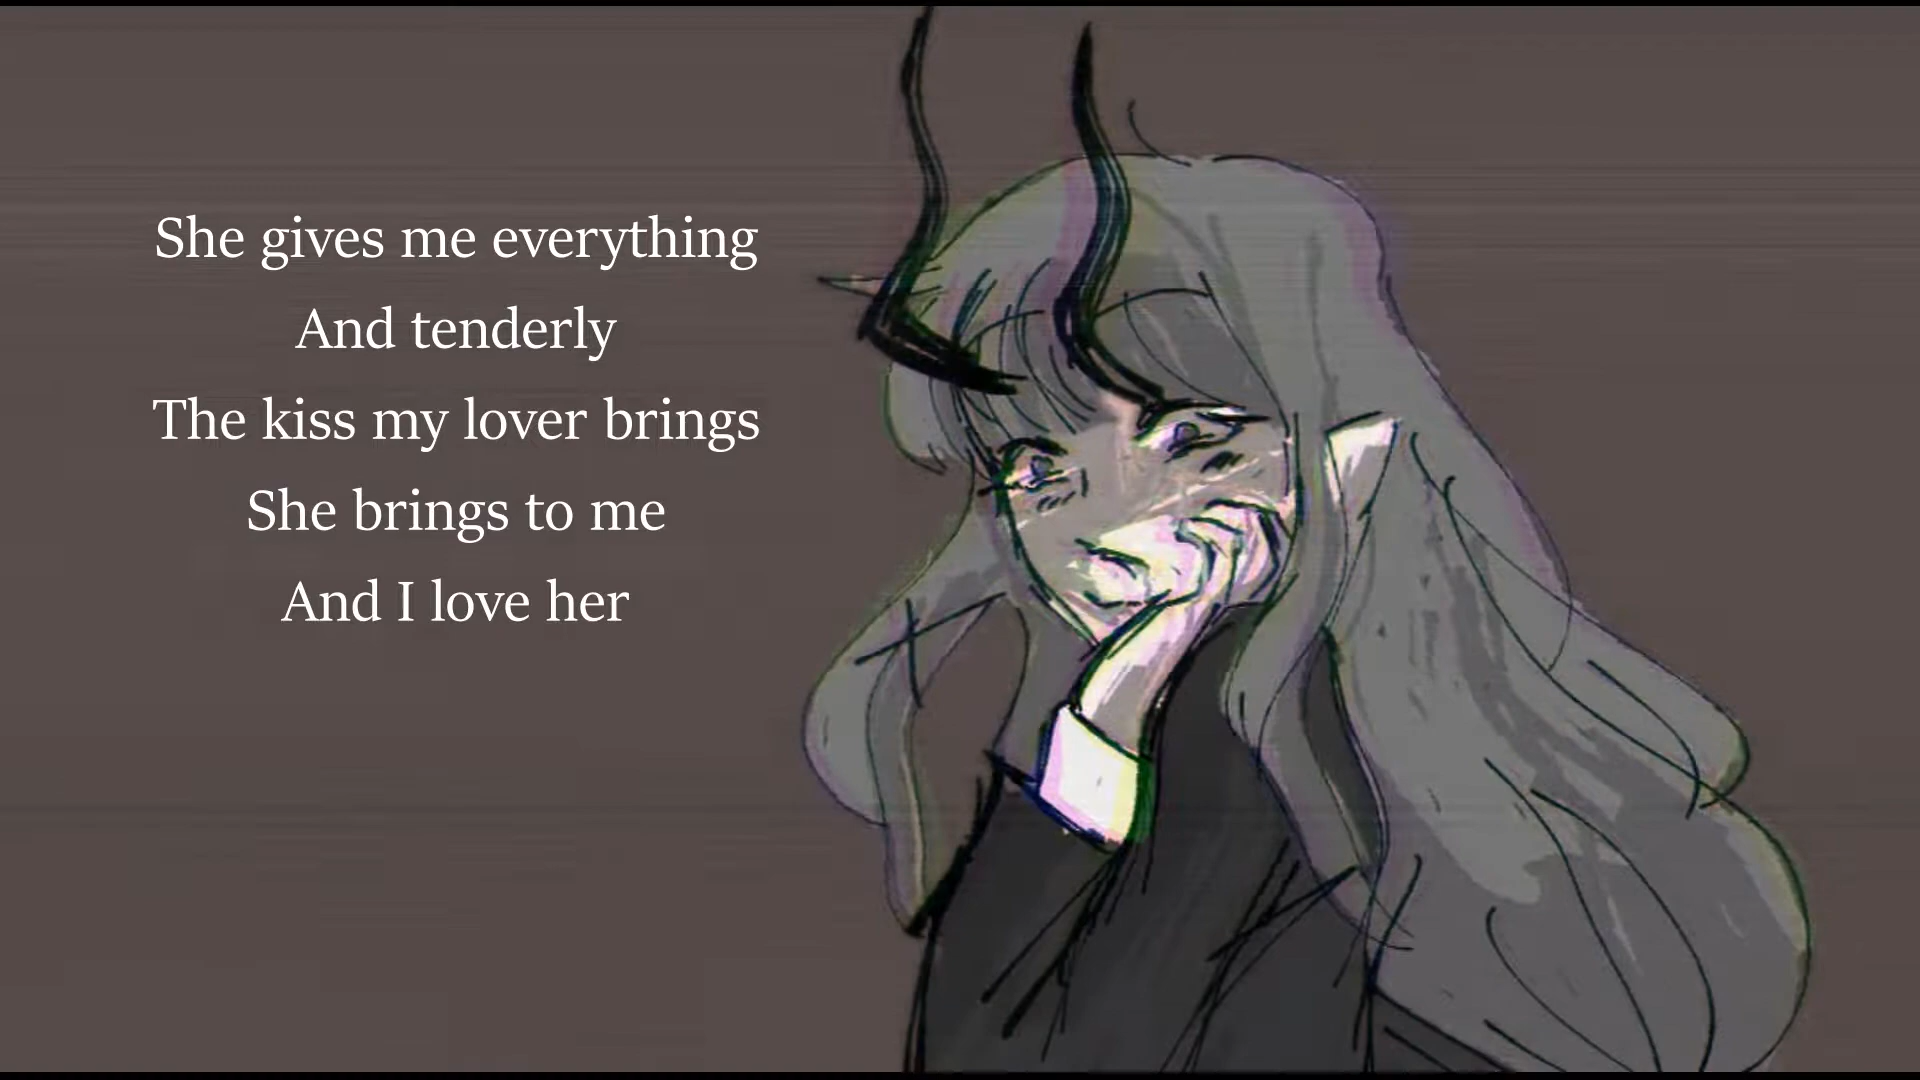 She gives me everything
And tenderly
The kiss my lover brings
She brings to me
And I love her